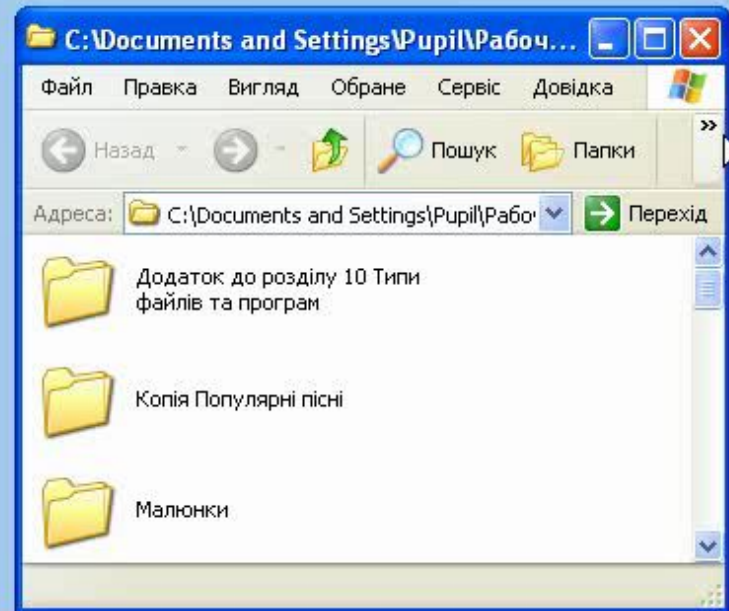 C:\Documents and Settings\Pupil\Рабоч...
Файл Правка Вигляд Обране Сервіс Довідка
Назад Пошук Папки »
Адреса: C:\Documents and Settings\Pupil\Рабо Перехід
Додаток до розділу 10 Типи
файлів та програм
Копія Популярні пісні
Малюнки